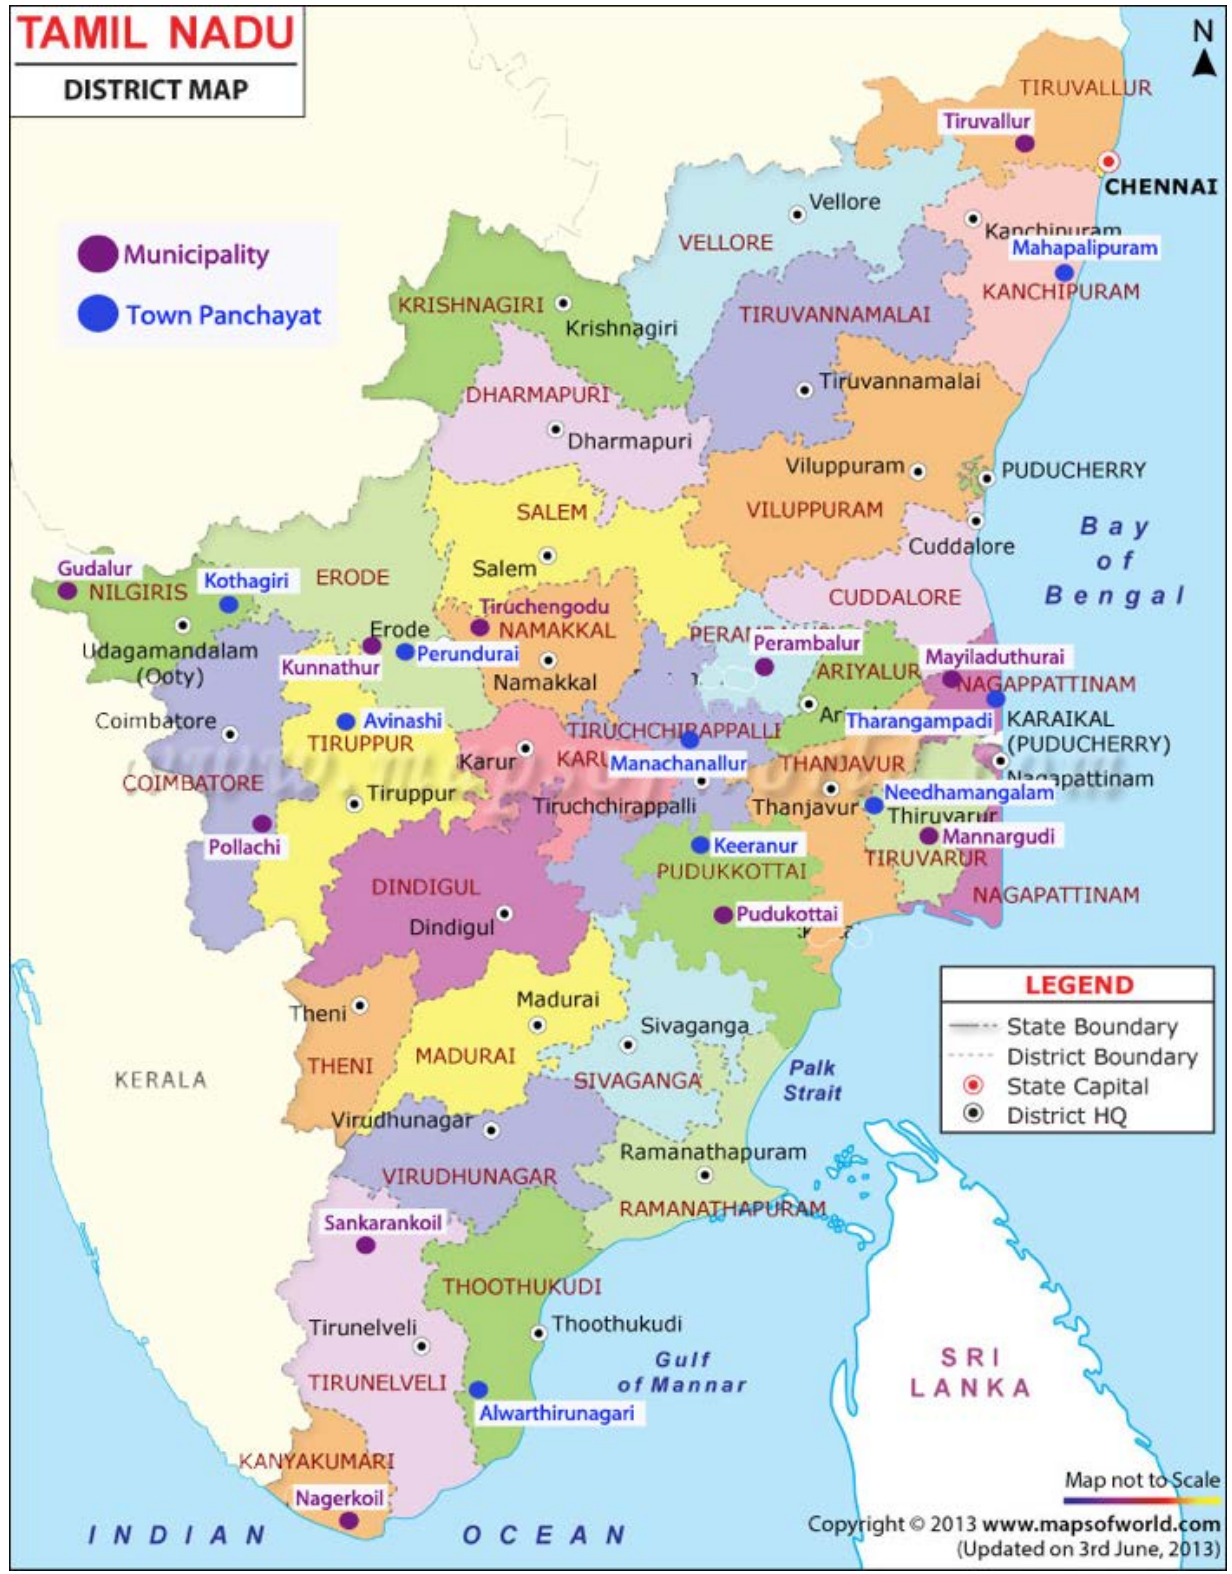 TAMIL NADU
DISTRICT MAP
N
Municipality
Town Panchayat
TIRUVALLUR
Tiruvallur
CHENNAI
Vellore
VELLORE
Kanchipuram
Mahapalipuram
KANCHIPURAM
KRISHNAGIRI
Krishnagiri
TIRUVANNAMALAI
Tiruvannamalai
DHARMAPURI
Dharmapuri
Viluppuram
PUDUCHERRY
VILUPPURAM
SALEM
Salem
Cuddalore
CUDDALORE
Bay
of
Bengal
Gudalur
NILGIRIS
Kothagiri
ERODE
Udagamandalam
(Ooty)
Erode
Kunnathur
Perundurai
Tiruchengodu
NAMAKKAL
Namakkal
Perambalur
ARIYALUR
Mayiladuthurai
NAGAPPATTINAM
Tharangampadi
KARAIKAL
(PUDUCHERRY)
Nagapattinam
Coimbatore
COIMBATORE
Avinashi
TIRUPPUR
Tiruppur
Karur
TIRUCHCHIRAPPALLI
Manachanallur
Tiruchchirappalli
THANJAVUR
Thanjavur
Needhamangalam
Thiruvarur
Mannargudi
TIRUVARUR
NAGAPATTINAM
Pollachi
Keeranur
PUDUKKOTTAI
Pudukottai
DINDIGUL
Dindigul
Theni
THENI
Madurai
MADURAI
Sivaganga
SIVAGANGA
KERALA
Palk
Strait
LEGEND
State Boundary
District Boundary
State Capital
District HQ
Virudhunagar
VIRUDHUNAGAR
Ramanathapuram
RAMANATHAPURAM
Sankarankoil
THOOTHUKUDI
Thoothukudi
Tirunelveli
TIRUNELVELI
Gulf
of Mannar
Alwarthirunagari
SRI
LANKA
KANYAKUMARI
Nagerkoil
INDIAN OCEAN
Map not to Scale
Copyright © 2013 www.mapsofworld.com
(Updated on 3rd June, 2013)